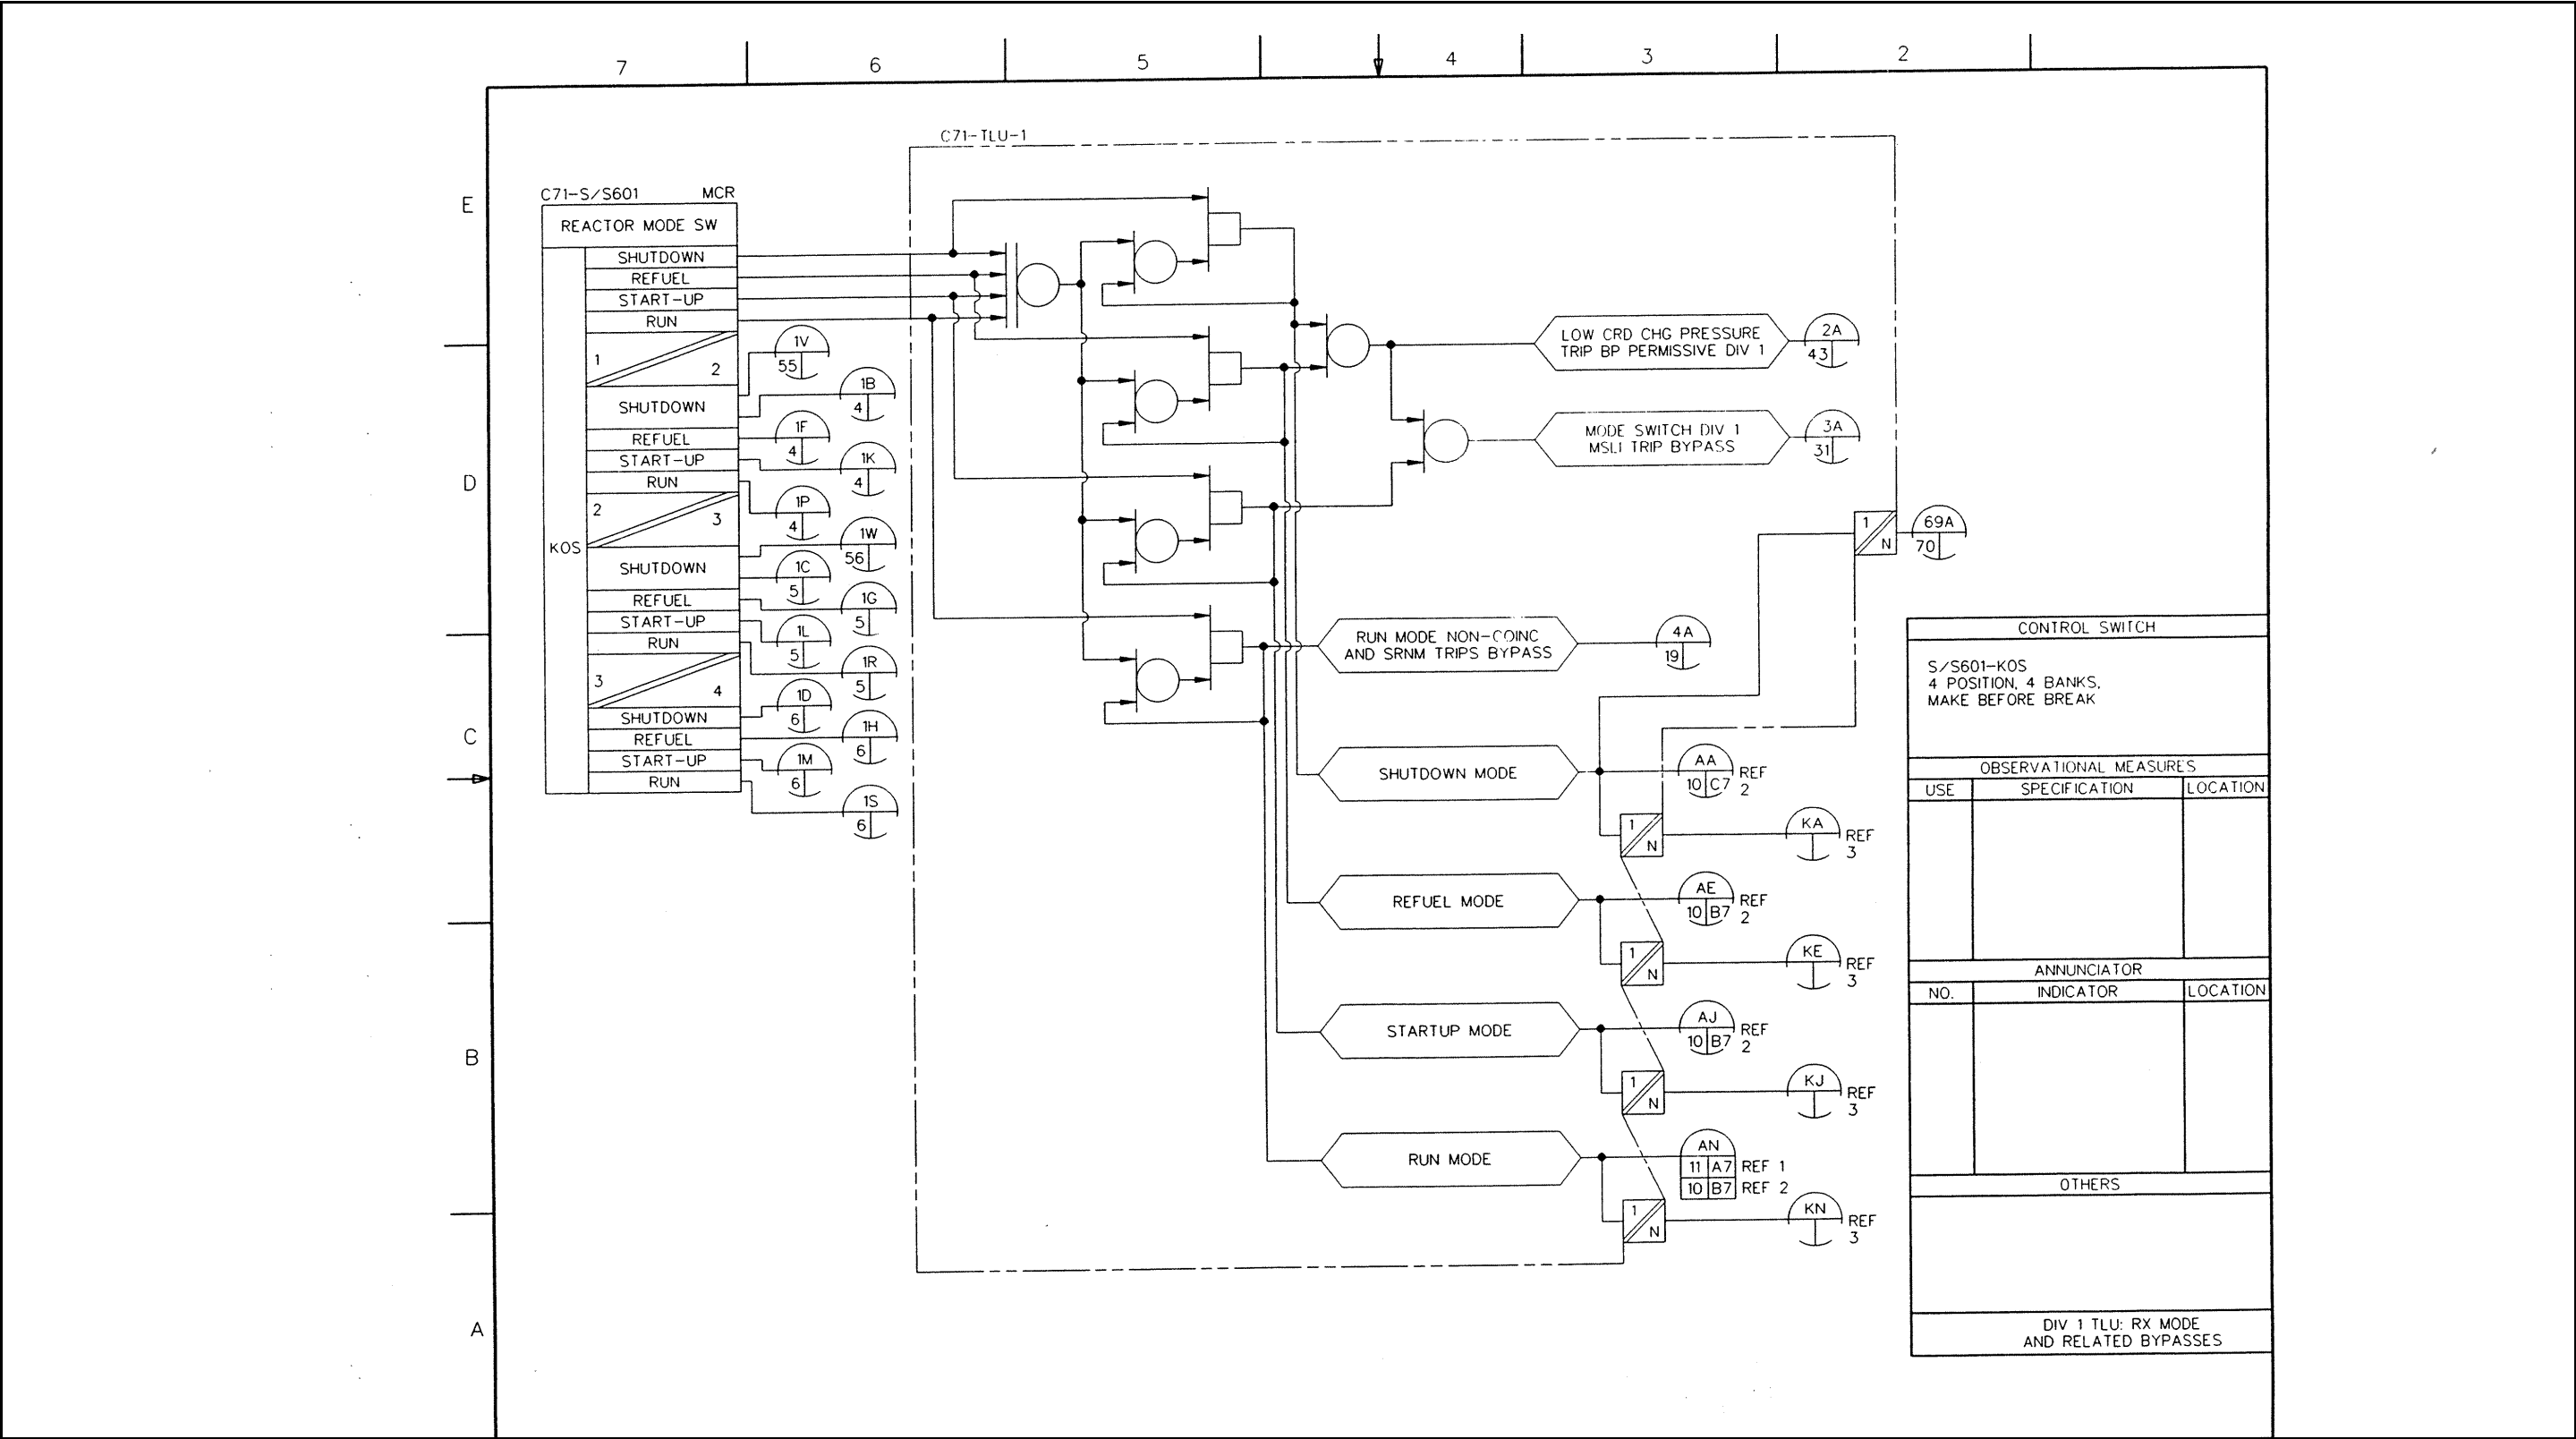 7
6
5
4
3
2
E
D
C
B
A
C71-TLU-1
C71-S/S601 MCR
REACTOR MODE SW
KOS
SHUTDOWN
REFUEL
START-UP
RUN
1
2
SHUTDOWN
REFUEL
START-UP
RUN
2
3
SHUTDOWN
REFUEL
START-UP
RUN
3
4
SHUTDOWN
REFUEL
START-UP
RUN
1V
55
1B
4
1F
4
1K
4
1P
4
1W
56
1C
5
1G
5
1L
5
1R
5
1D
6
1H
6
1M
6
1S
6
LOW CRD CHG PRESSURE
TRIP BP PERMISSIVE DIV 1
2A
43
MODE SWITCH DIV 1
MSLI TRIP BYPASS
3A
31
1
N
69A
70
RUN MODE NON-COINC
AND SRNM TRIPS BYPASS
4A
19
SHUTDOWN MODE
AA
10 C7
REF
2
1
N
KA
REF
3
REFUEL MODE
AE
10 B7
REF
2
1
N
KE
REF
3
STARTUP MODE
AJ
10 B7
REF
2
1
N
KJ
REF
3
RUN MODE
AN
11 A7 REF 1
10 B7 REF 2
1
N
KN
REF
3
CONTROL SWITCH
S/S601-KOS
4 POSITION, 4 BANKS,
MAKE BEFORE BREAK
OBSERVATIONAL MEASURES
USE SPECIFICATION LOCATION
ANNUNCIATOR
NO. INDICATOR LOCATION
OTHERS
DIV 1 TLU: RX MODE
AND RELATED BYPASSES